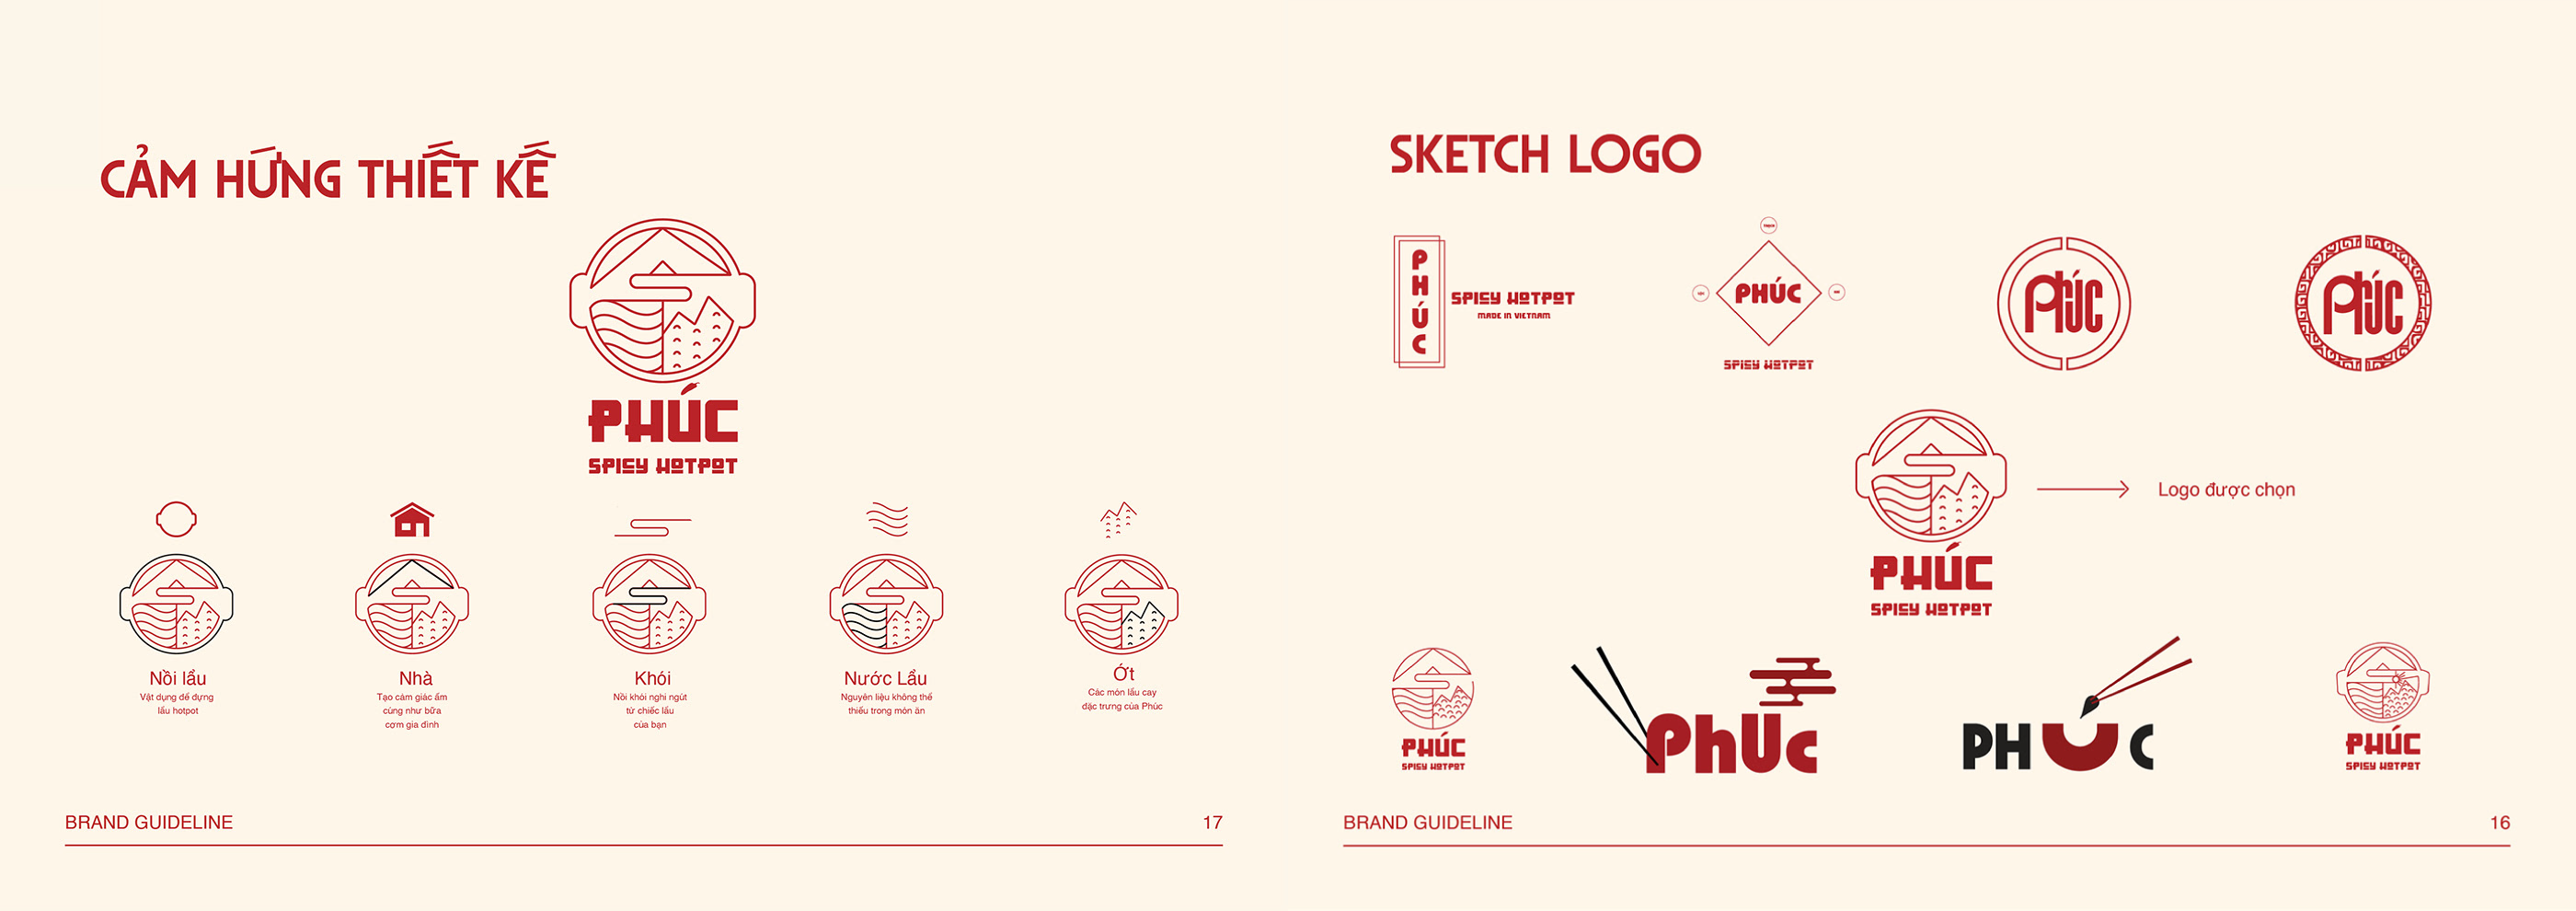 CẢM HỨNG THIẾT KẾ
PHÚC
SPICY HOTPOT
Nồi lẩu
Vật dụng để đựng
lẩu hotpot
Nhà
Tạo cảm giác ấm
cúng như bữa
cơm gia đình
Khói
Nồi khói nghi ngút
từ chiếc lẩu
của bạn
Nước Lẩu
Nguyên liệu không thể
thiếu trong món ăn
Ớt
Các món lẩu cay
đặc trưng của Phúc
BRAND GUIDELINE
17
SKETCH LOGO
PHÚC
SPICY HOTPOT
MADE IN VIETNAM
PHÚC
SPICY HOTPOT
Phúc
Phúc
PHÚC
SPICY HOTPOT
Logo được chọn
PHÚC
SPICY HOTPOT
PhUc
PHÚC
PHÚC
SPICY HOTPOT
BRAND GUIDELINE
16